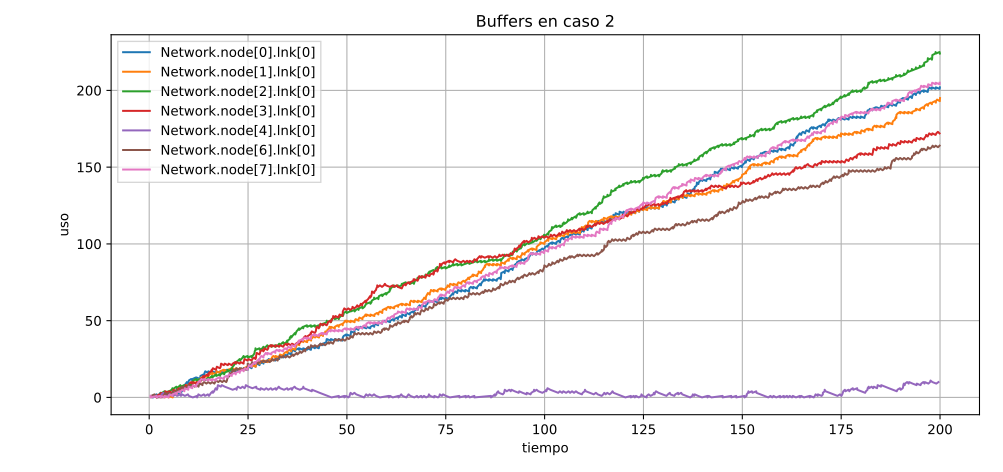 Buffers en caso 2
Network.node[0].lnk[0]
Network.node[1].lnk[0]
Network.node[2].lnk[0]
Network.node[3].lnk[0]
Network.node[4].lnk[0]
Network.node[6].lnk[0]
Network.node[7].lnk[0]
200
150
100
50
0
uso
0 25 50 75 100 125 150 175 200
tiempo